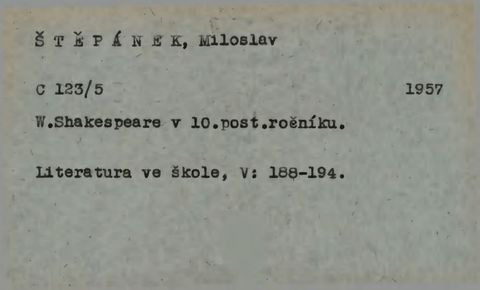 Š T Ě P Á N E K, Miloslav
C 123/5 1957
W.Shakespeare v 10.post.ročníku.
Literatura ve škole, V: 188-194.